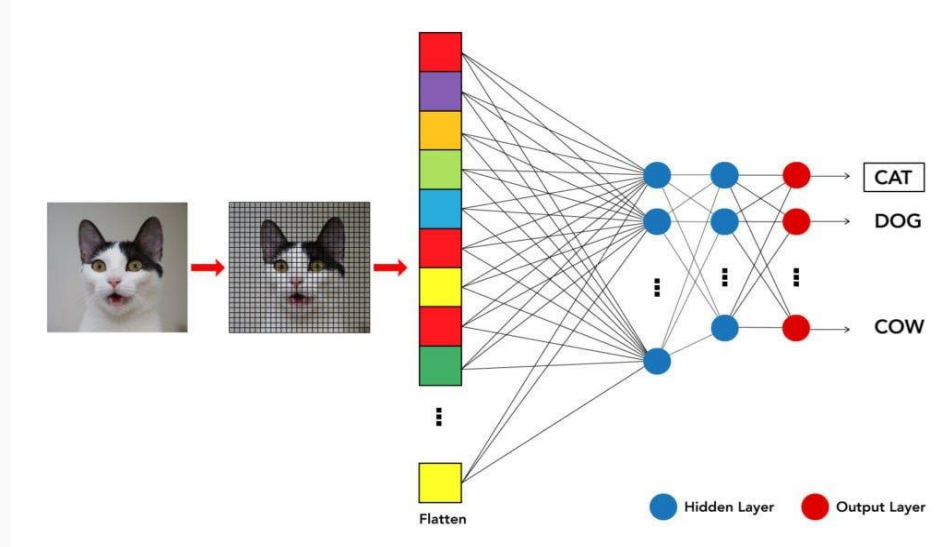 CAT
DOG
COW
Flatten
Hidden Layer
Output Layer